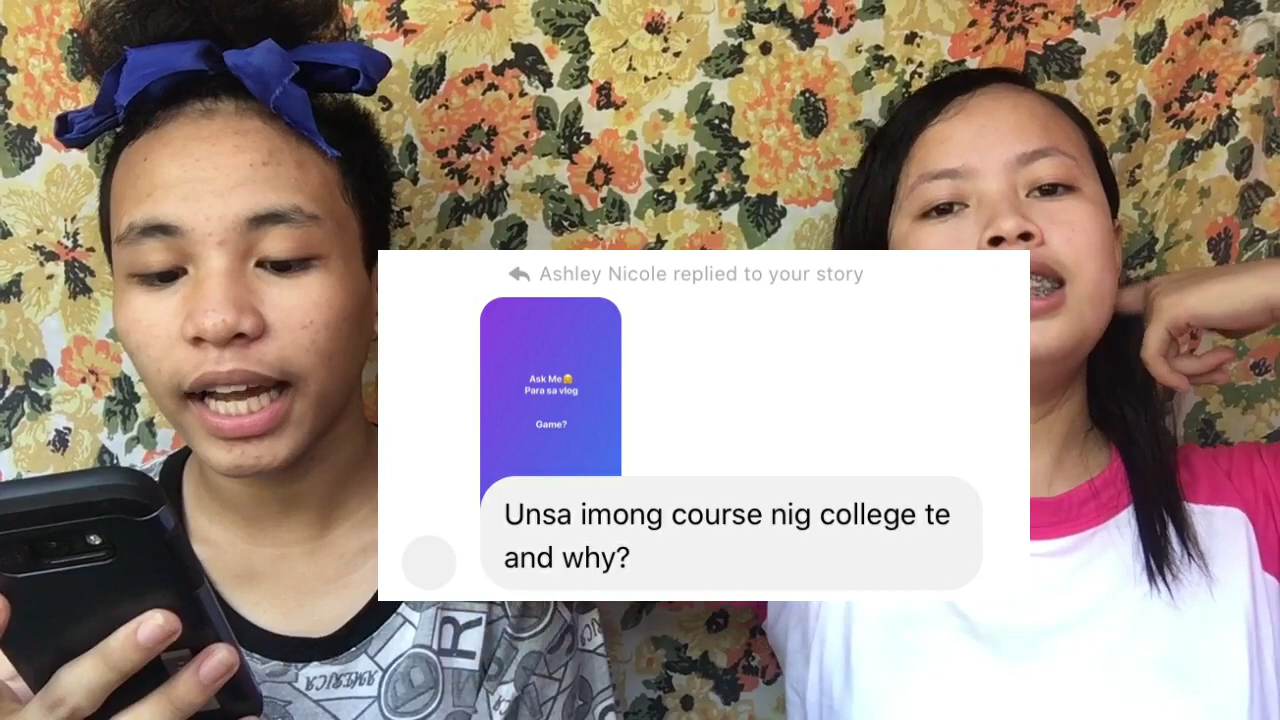 Ashley Nicole replied to your story
Ask Me😊
Para sa vlog
Game?
Unsa imong course nig college te
and why?
R